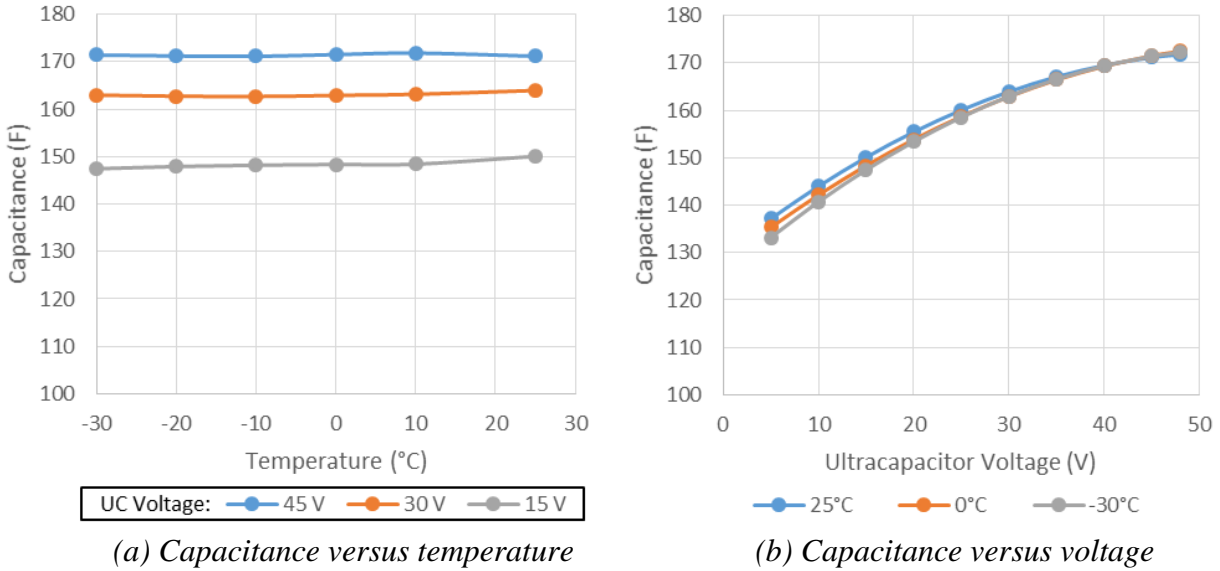 180
170
160
150
140
130
120
110
100
Capacitance (F)
-30 -20 -10 0 10 20 30
Temperature (°C)
UC Voltage: 45 V 30 V 15 V
(a) Capacitance versus temperature
180
170
160
150
140
130
120
110
100
Capacitance (F)
0 10 20 30 40 50
Ultracapacitor Voltage (V)
25°C 0°C -30°C
(b) Capacitance versus voltage